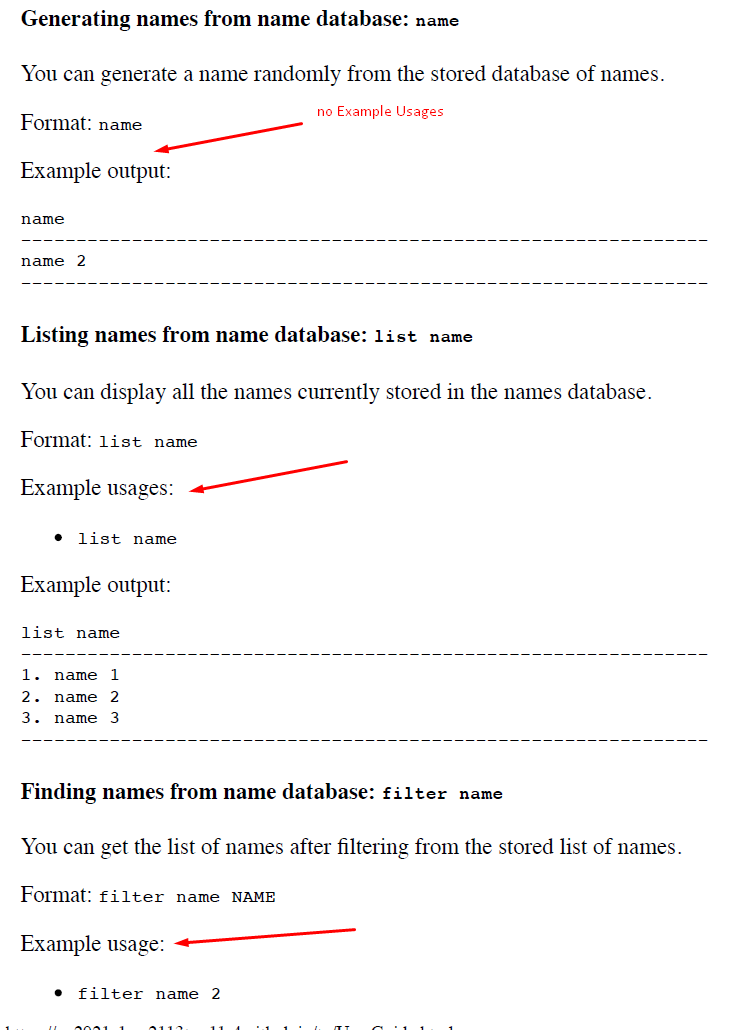 Generating names from name database: name
You can generate a name randomly from the stored database of names.
no Example Usages
Format: name
Example output:
name
---------------------------------------------------------------
name 2
---------------------------------------------------------------
Listing names from name database: list name
You can display all the names currently stored in the names database.
Format: list name
Example usages:
• list name
Example output:
list name
---------------------------------------------------------------
1. name 1
2. name 2
3. name 3
---------------------------------------------------------------
Finding names from name database: filter name
You can get the list of names after filtering from the stored list of names.
Format: filter name NAME
Example usage:
• filter name 2